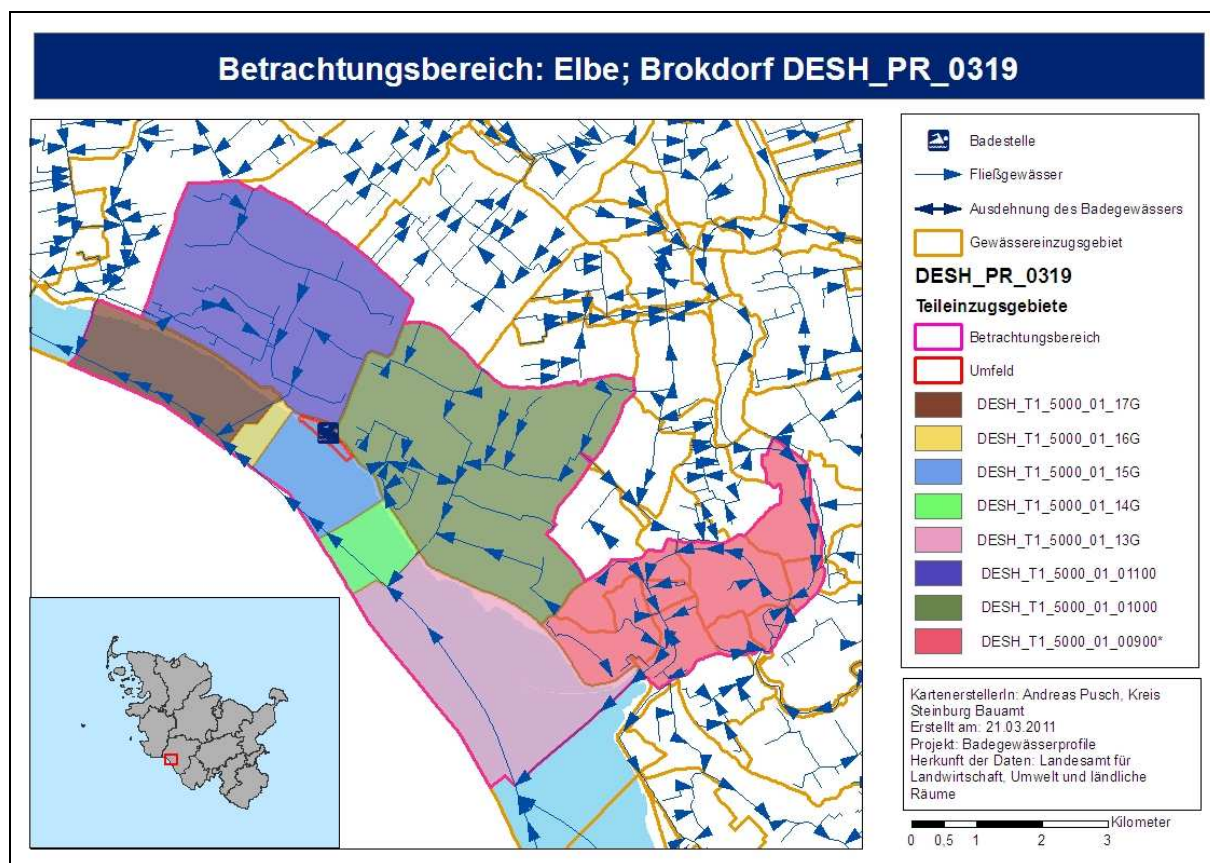 Betrachtungsbereich: Elbe; Brokdorf DESH_PR_0319
Badestelle
Fließgewässer
Ausdehnung des Badegewässers
Gewässereinzugsgebiet
DESH_PR_0319
Teileinzugsgebiete
Betrachtungsbereich
Umfeld
DESH_T1_5000_01_17G
DESH_T1_5000_01_16G
DESH_T1_5000_01_15G
DESH_T1_5000_01_14G
DESH_T1_5000_01_13G
DESH_T1_5000_01_01100
DESH_T1_5000_01_01000
DESH_T1_5000_01_00900*
KartenerstellerIn: Andreas Pusch, Kreis
Steinburg Bauamt
Erstellt am: 21.03.2011
Projekt: Badegewässerprofile
Herkunft der Daten: Landesamt für
Landwirtschaft, Umwelt und ländliche
Räume
Kilometer
0 0,5 1 2 3